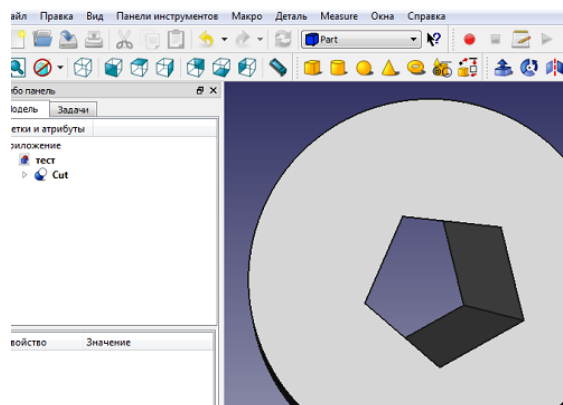 айл Правка Вид Панели инструментов Макро Деталь Measure Окна Справка
Part
бо панель
одель Задачи
етки и атрибуты
риложение
тест
Cut
войство Значение